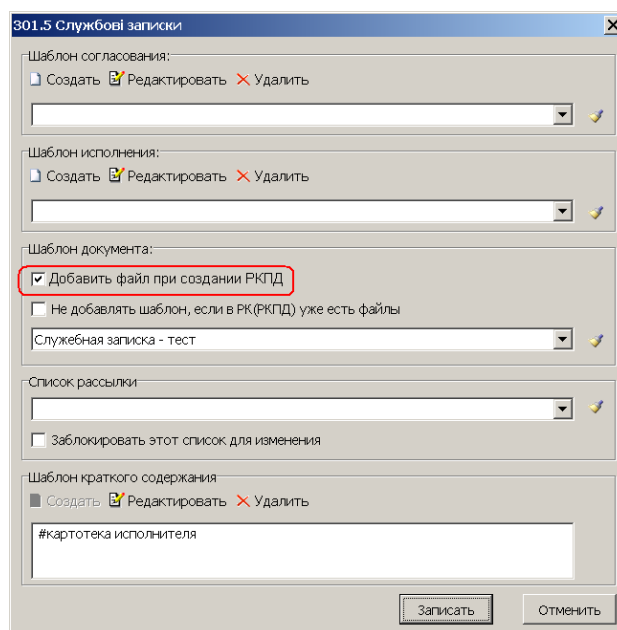 301.5 Службові записки
Шаблон согласования:
Создать Редактировать Удалить
Шаблон исполнения:
Создать Редактировать Удалить
Шаблон документа:
Добавить файл при создании РКПД
Не добавлять шаблон, если в РК(РКПД) уже есть файлы
Служебная записка - тест
Список рассылки
Заблокировать этот список для изменения
Шаблон краткого содержания
Создать Редактировать Удалить
#картотека исполнителя
Записать Отменить